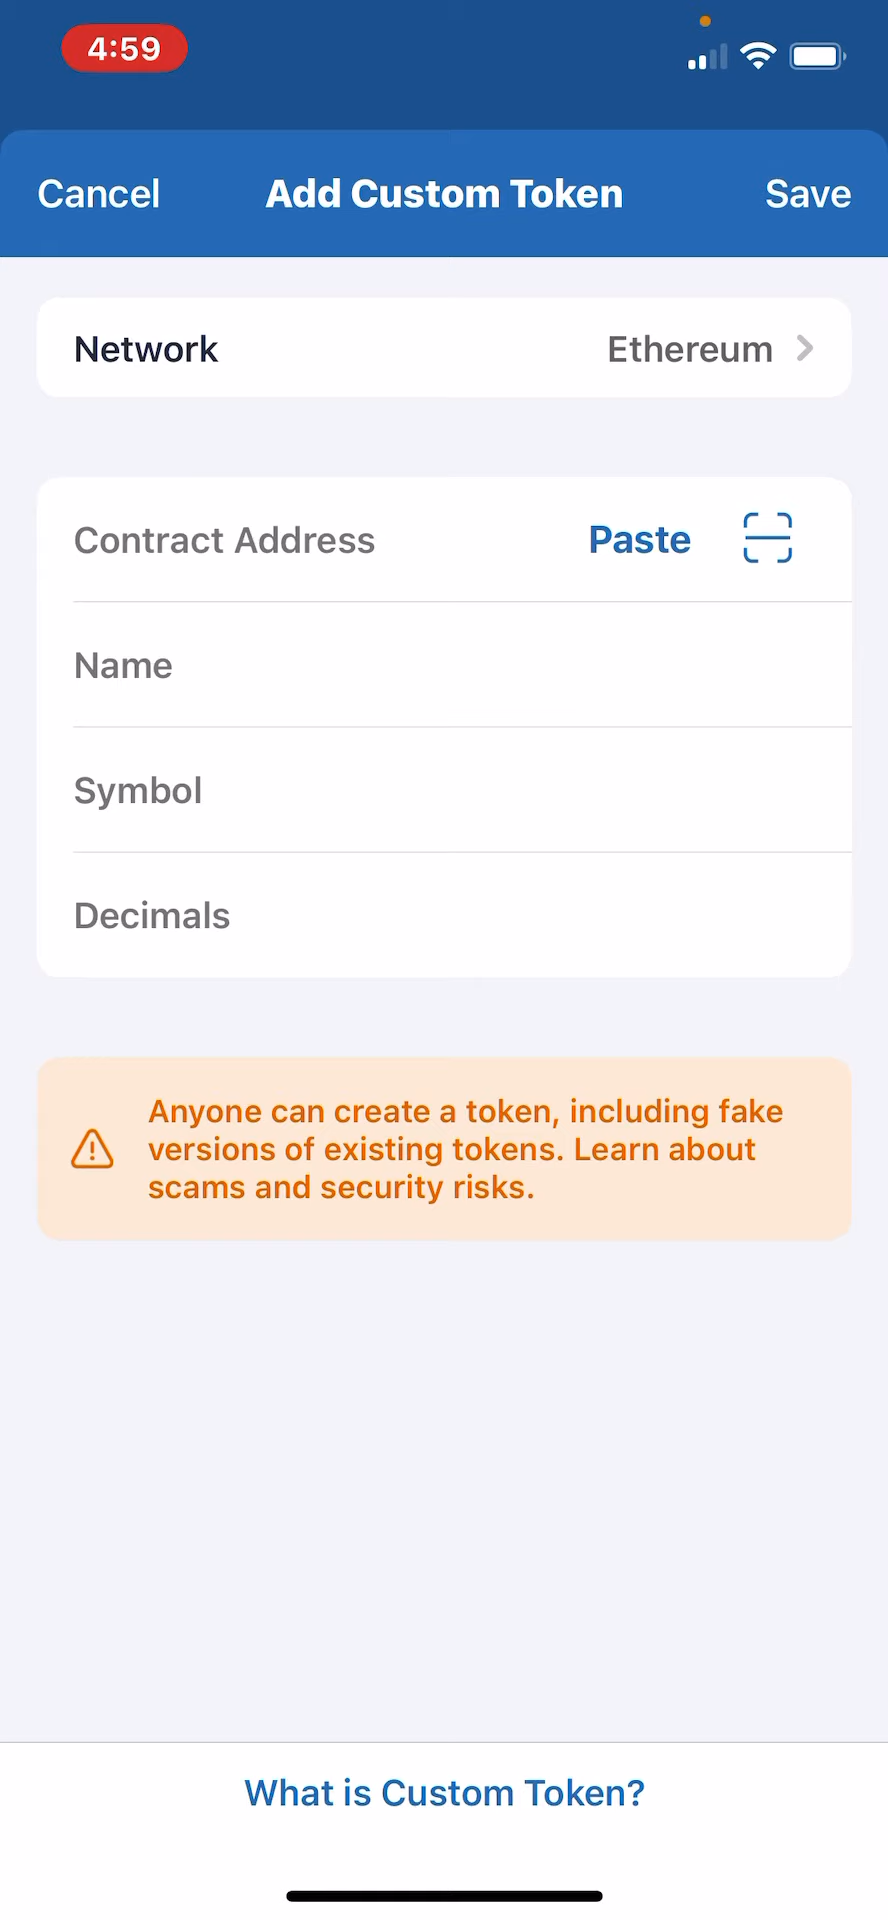 4:59
Cancel
Add Custom Token
Save
Network
Ethereum
Contract Address
Paste
Name
Symbol
Decimals
Anyone can create a token, including fake
versions of existing tokens. Learn about
scams and security risks.
What is Custom Token?